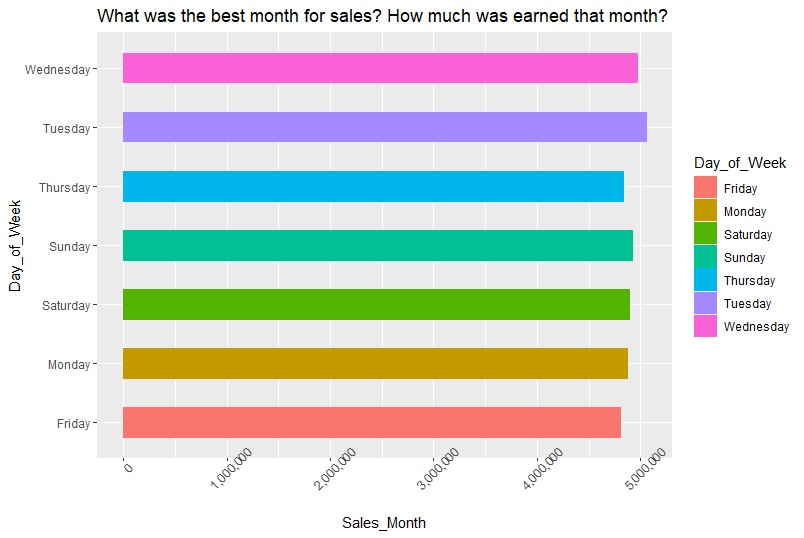 What was the best month for sales? How much was earned that month?
Day_of_Week
Wednesday
Tuesday
Thursday
Sunday
Saturday
Monday
Friday
0
1,000,000
2,000,000
3,000,000
4,000,000
5,000,000
Sales_Month
Day_of_Week
Friday
Monday
Saturday
Sunday
Thursday
Tuesday
Wednesday